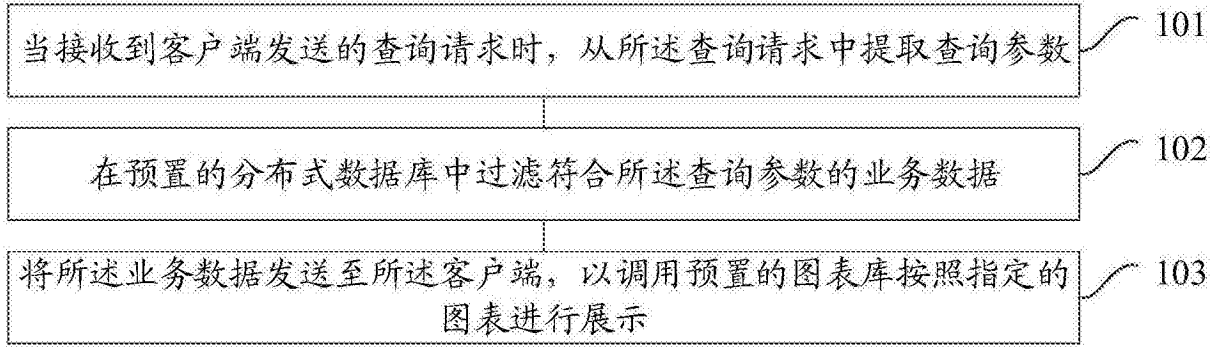 当接收到客户端发送的查询请求时，从所述查询请求中提取查询参数
101
在预置的分布式数据库中过滤符合所述查询参数的业务数据
102
将所述业务数据发送至所述客户端，以调用预置的图表库按照指定的
图表进行展示
103